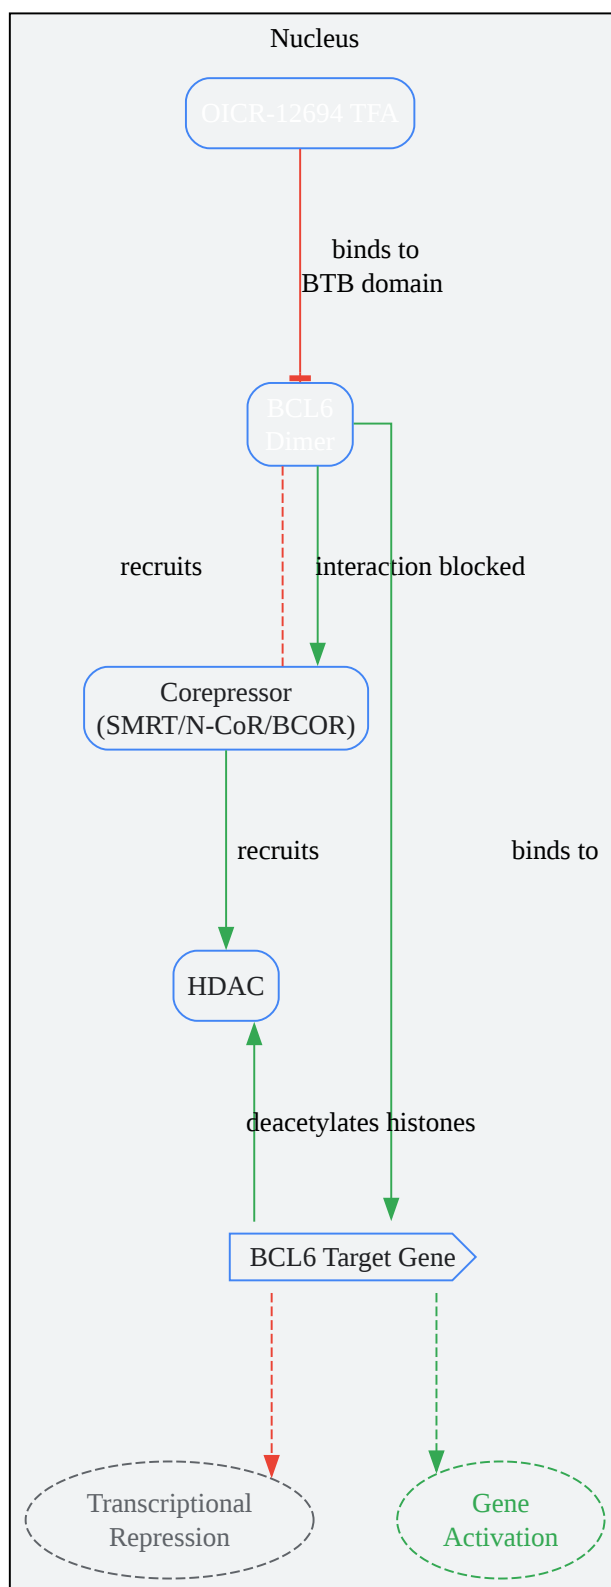 Nucleus
OICR-12694 TFA
binds to
BTB domain
BCL6
Dimer
recruits
interaction blocked
Corepressor
(SMRT/N-CoR/BCOR)
recruits
binds to
HDAC
deacetylates histones
BCL6 Target Gene
Transcriptional
Repression
Gene
Activation